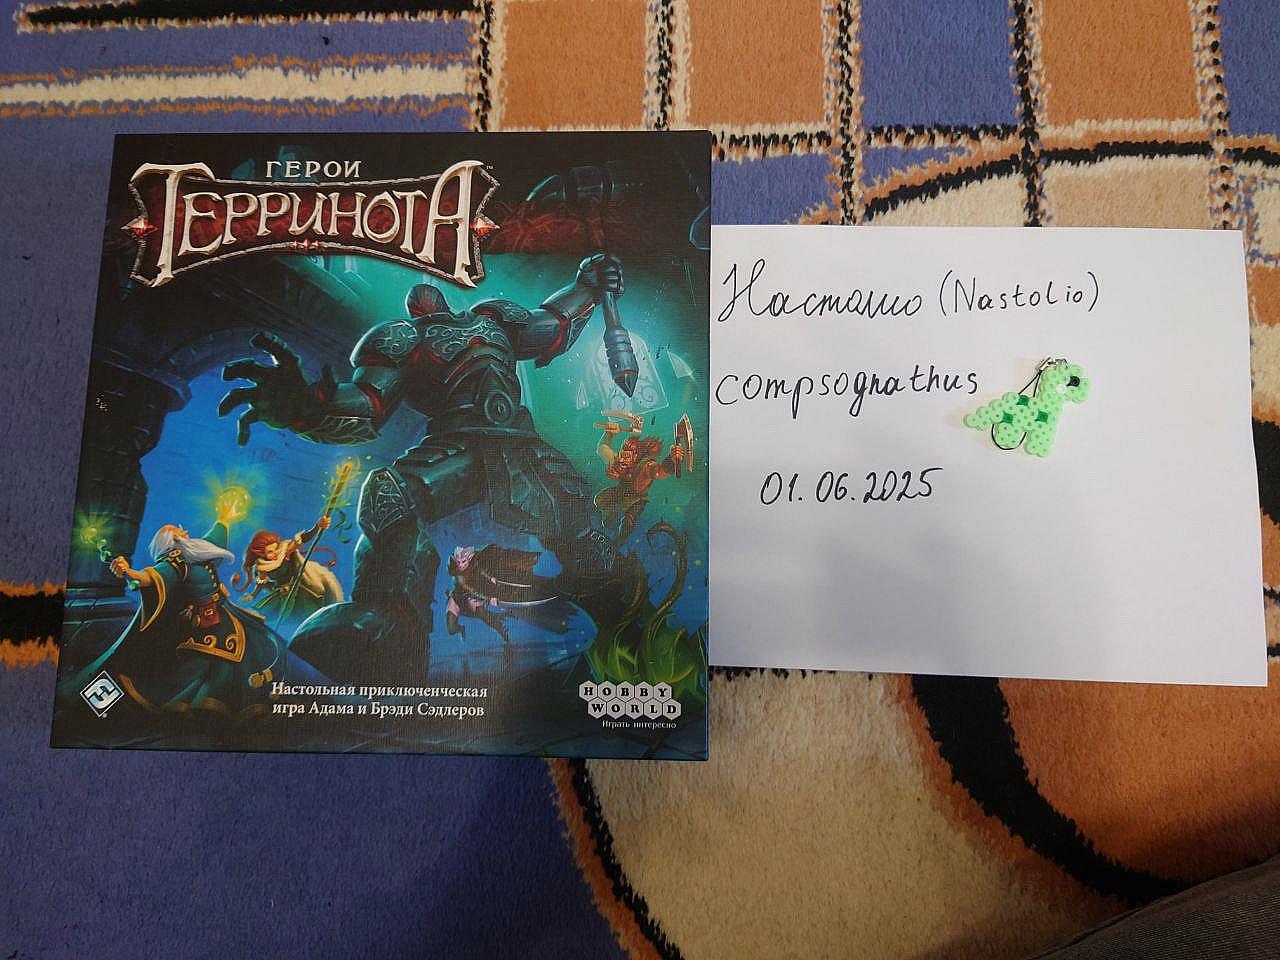 ГЕРОИ
ТЕРРИНОТА
Настольная приключенческая
игра Адама и Брэди Сэдлеров
HOBBY
WORLD
Играть интересно
Настолио (Nastolio)
compsognathus
01.06.2025